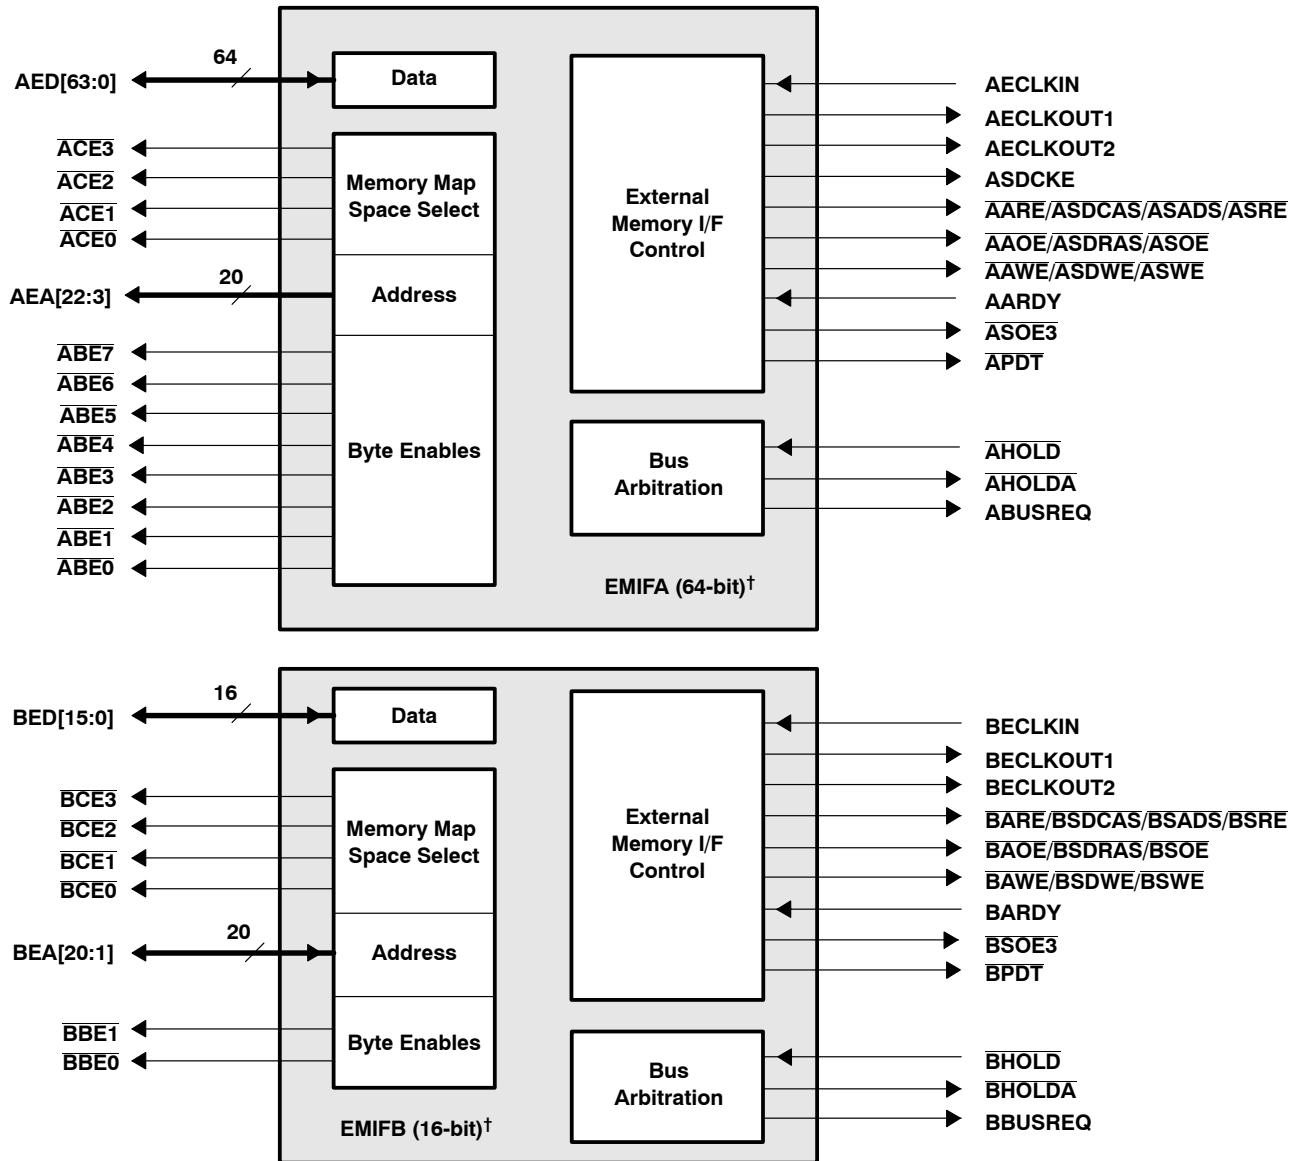 64
AED[63:0]
Data
ACE3
ACE2
ACE1
ACE0
Memory Map
Space Select
20
AEA[22:3]
Address
ABE7
ABE6
ABE5
ABE4
ABE3
ABE2
ABE1
ABE0
Byte Enables
External
Memory I/F
Control
AECLKIN
AECLKOUT1
AECLKOUT2
ASDCKE
AARE/ASDCAS/ASADS/ASRE
AAOE/ASDRAS/ASOE
AAWE/ASDWE/ASWE
AARDY
ASOE3
APDT
Bus
Arbitration
AHOLD
AHOLDA
ABUSREQ
EMIFA (64-bit)†
16
BED[15:0]
Data
BCE3
BCE2
BCE1
BCE0
Memory Map
Space Select
20
BEA[20:1]
Address
BBE1
BBE0
Byte Enables
External
Memory I/F
Control
BECLKIN
BECLKOUT1
BECLKOUT2
BARE/BSDCAS/BSADS/BSRE
BAOE/BSDRAS/BSOE
BAWE/BSDWE/BSWE
BARDY
BSOE3
BPDT
Bus
Arbitration
BHOLD
BHOLDA
BBUSREQ
EMIFB (16-bit)†